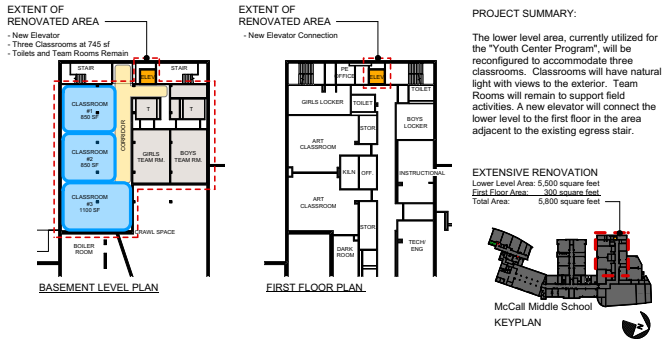 EXTENT OF
RENOVATED AREA
- New Elevator
- Three Classrooms at 745 sf
- Toilets and Team Rooms Remain
STAIR
STAIR
ELEV.
CLASSROOM
#1
850 SF
CORRIDOR
T
T
CLASSROOM
#2
850 SF
GIRLS
TEAM RM.
BOYS
TEAM RM.
CLASSROOM
#3
1100 SF
CRAWL SPACE
BOILER
ROOM
BASEMENT LEVEL PLAN
EXTENT OF
RENOVATED AREA
- New Elevator Connection
PE
OFFICE
ELEV.
TOILET
GIRLS LOCKER
TOILET
BOYS
LOCKER
STOR.
ART
CLASSROOM
KILN
OFF.
INSTRUCTIONAL
ART
CLASSROOM
STOR.
DARK
ROOM
TECH/
ENG
FIRST FLOOR PLAN
PROJECT SUMMARY:
The lower level area, currently utilized for
the "Youth Center Program", will be
reconfigured to accommodate three
classrooms. Classrooms will have natural
light with views to the exterior. Team
Rooms will remain to support field
activities. A new elevator will connect the
lower level to the first floor in the area
adjacent to the existing egress stair.
EXTENSIVE RENOVATION
Lower Level Area: 5,500 square feet
First Floor Area: 300 square feet
Total Area: 5,800 square feet
McCall Middle School
KEYPLAN